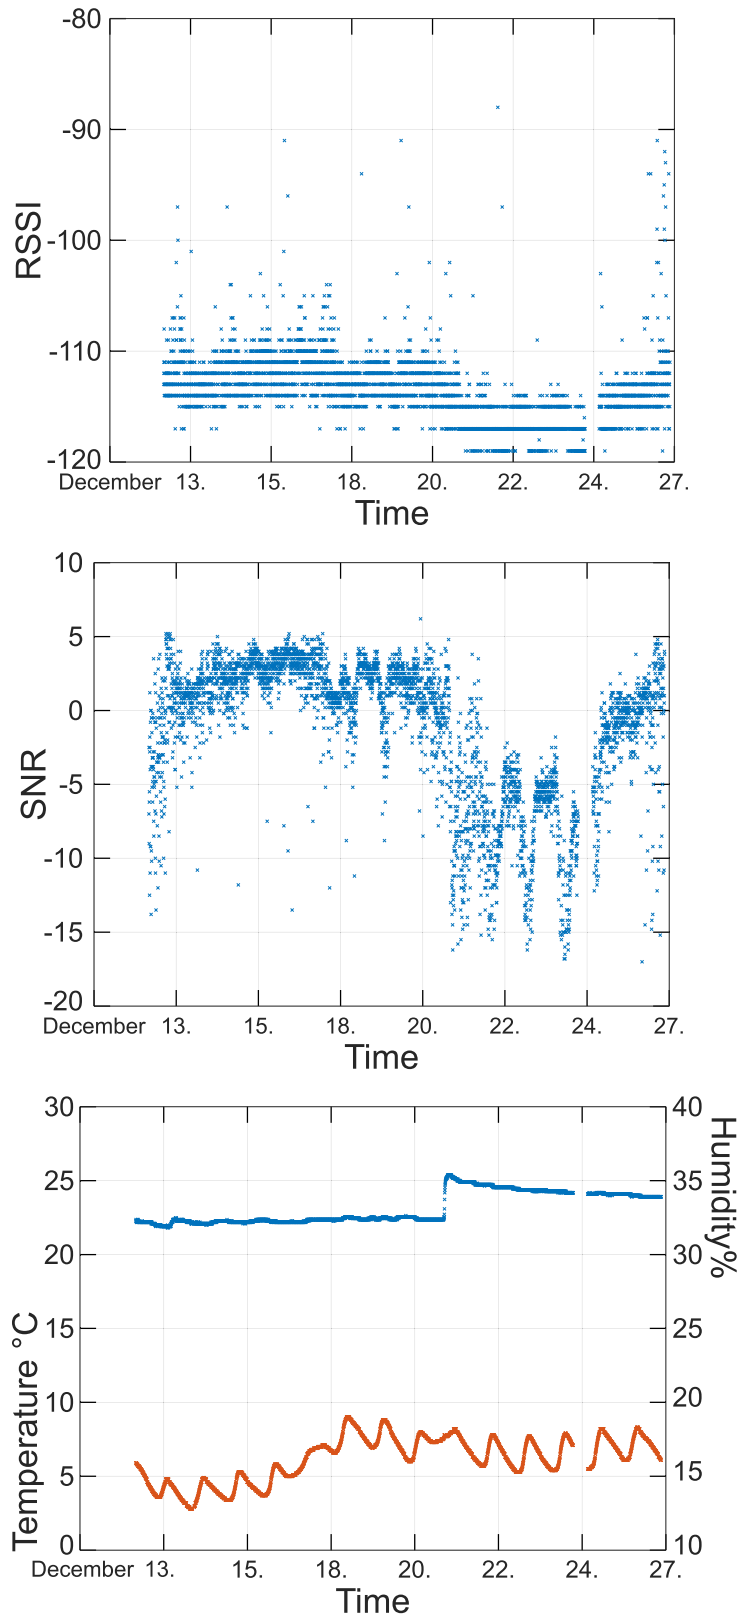 -80
-90
-100
-110
-120
RSSI
December 13. 15. 18. 20. 22. 24. 27.
Time
10
5
0
-5
-10
-15
-20
SNR
December 13. 15. 18. 20. 22. 24. 27.
Time
30 40
25 35
20 30
15 25
10 20
5 15
0 10
Temperature °C
Humidity%
December 13. 15. 18. 20. 22. 24. 27.
Time